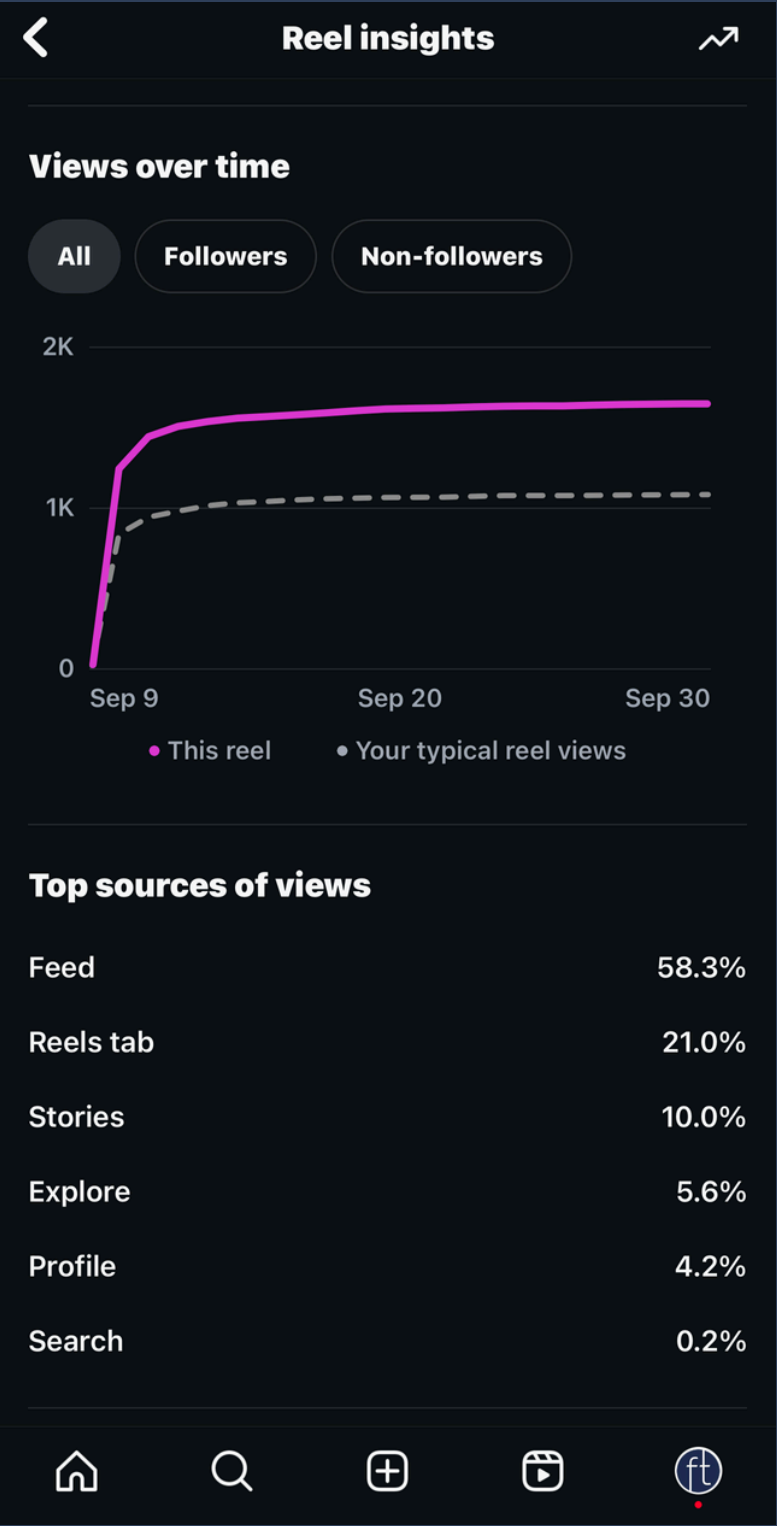 Reel insights
Views over time
All Followers Non-followers
2K
1K
0
Sep 9 Sep 20 Sep 30
This reel Your typical reel views
Top sources of views
Feed 58.3%
Reels tab 21.0%
Stories 10.0%
Explore 5.6%
Profile 4.2%
Search 0.2%
ft